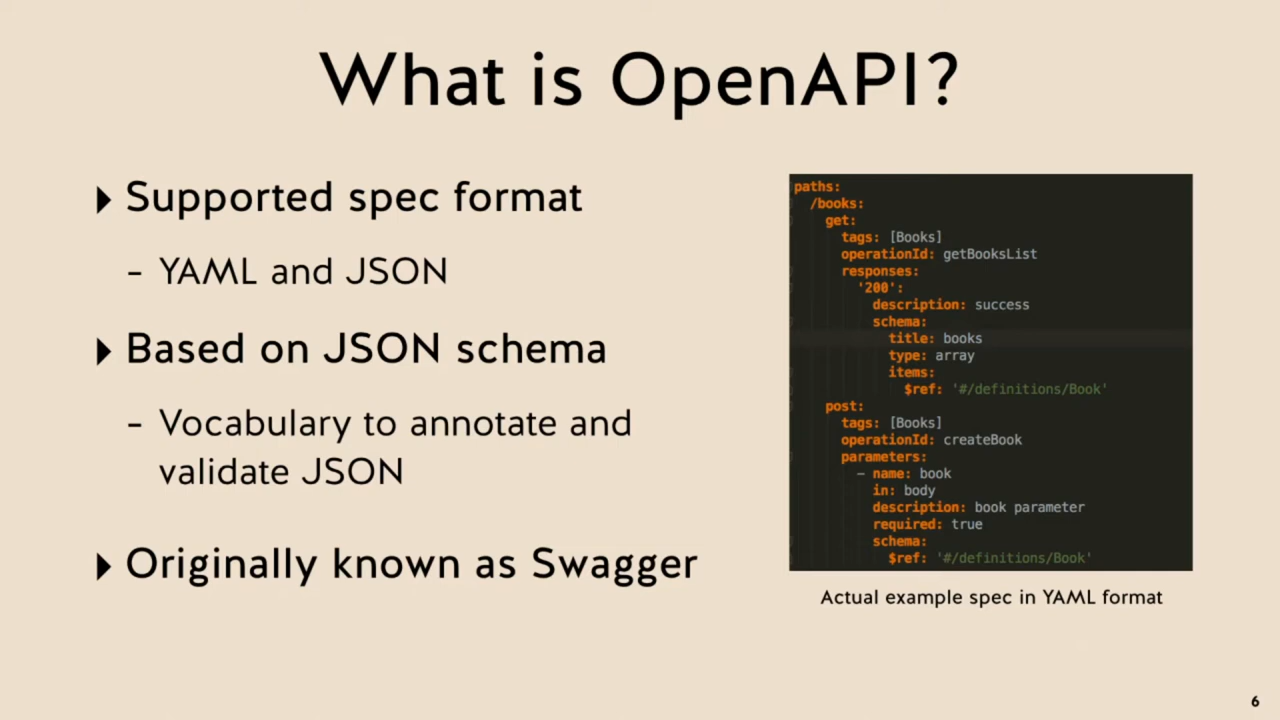 What is OpenAPI?
Supported spec format
- YAML and JSON
Based on JSON schema
- Vocabulary to annotate and
validate JSON
Originally known as Swagger
paths:
  /books:
    get:
      tags: [Books]
      operationId: getBooksList
      responses:
        '200':
          description: success
          schema:
            title: books
            type: array
            items:
              $ref: '#/definitions/Book'
    post:
      tags: [Books]
      operationId: createBook
      parameters:
        - name: book
          in: body
          description: book parameter
          required: true
          schema:
            $ref: '#/definitions/Book'
Actual example spec in YAML format
6